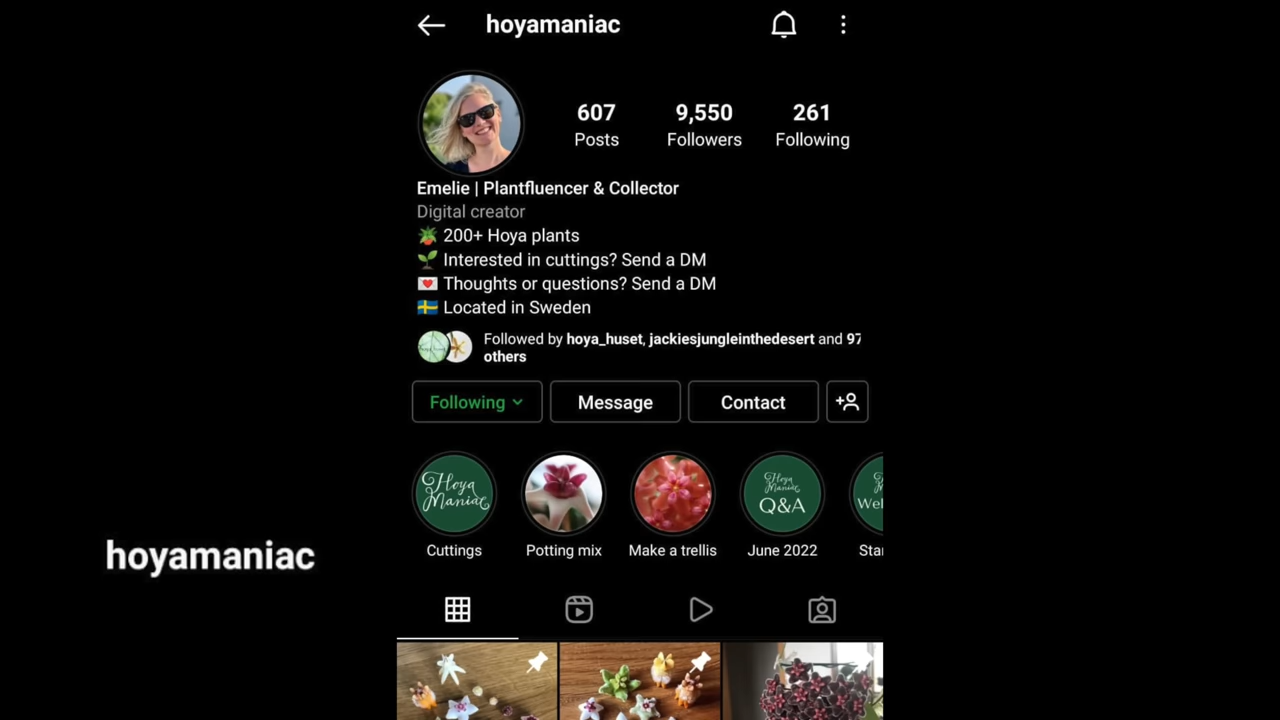 hoyamaniac
607
Posts
9,550
Followers
261
Following
Emelie | Plantfluencer & Collector
Digital creator
200+ Hoya plants
Interested in cuttings? Send a DM
Thoughts or questions? Send a DM
Located in Sweden
Followed by hoya_huset, jackiesjungleinthedesert and 97
others
Following
Message
Contact
Hoya
Maniac
Hoya
Maniac
Q&A
Wel
Cuttings
Potting mix
Make a trellis
June 2022
Star
hoyamaniac